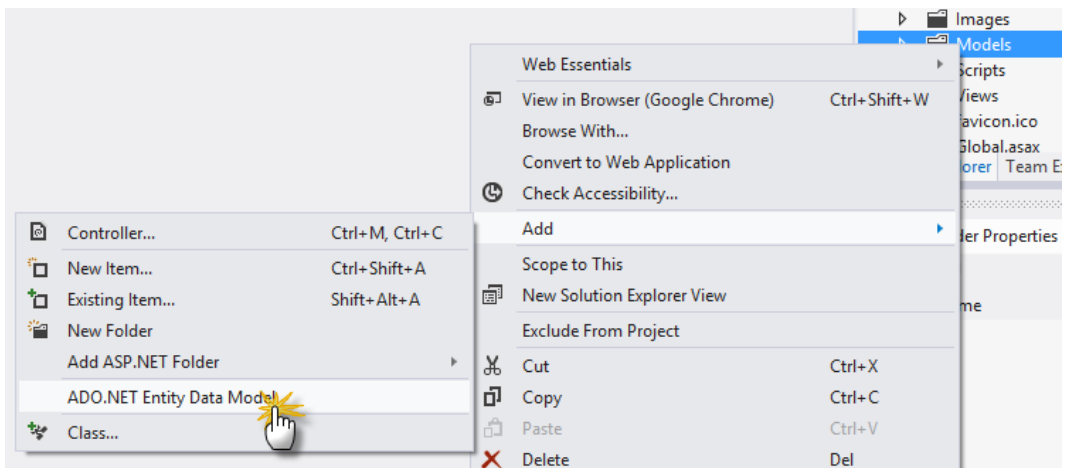 Images
Models
Scripts
Views
favicon.ico
Global.asax
orer Team E
der Properties
me
Web Essentials
View in Browser (Google Chrome) Ctrl+Shift+W
Browse With...
Convert to Web Application
Check Accessibility...
Add
Scope to This
New Solution Explorer View
Exclude From Project
Cut Ctrl+X
Copy Ctrl+C
Paste Ctrl+V
Delete Del
Controller... Ctrl+M, Ctrl+C
New Item... Ctrl+Shift+A
Existing Item... Shift+Alt+A
New Folder
Add ASP.NET Folder
ADO.NET Entity Data Model
Class...